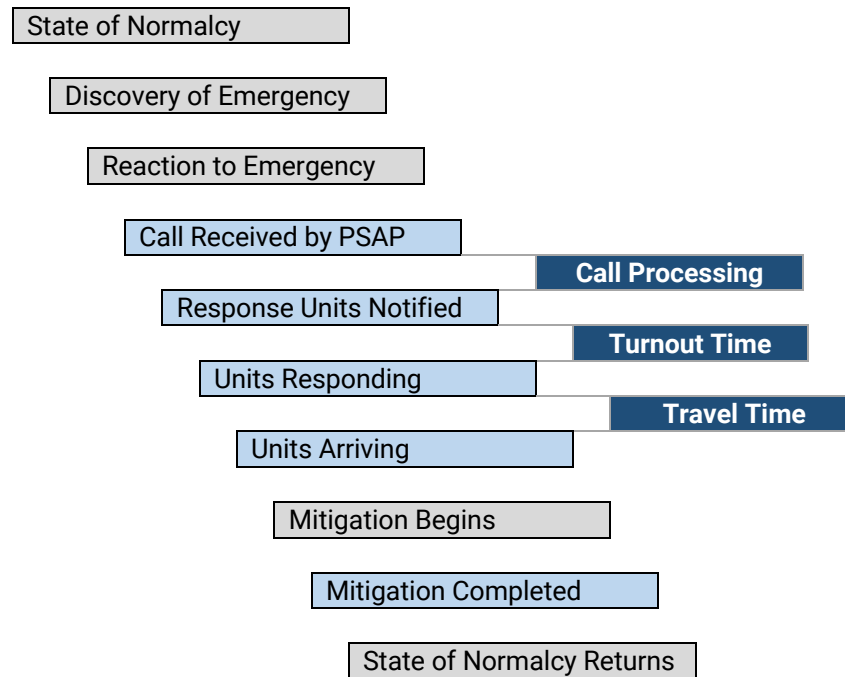 State of Normalcy
Discovery of Emergency
Reaction to Emergency
Call Received by PSAP
Call Processing
Response Units Notified
Turnout Time
Units Responding
Travel Time
Units Arriving
Mitigation Begins
Mitigation Completed
State of Normalcy Returns